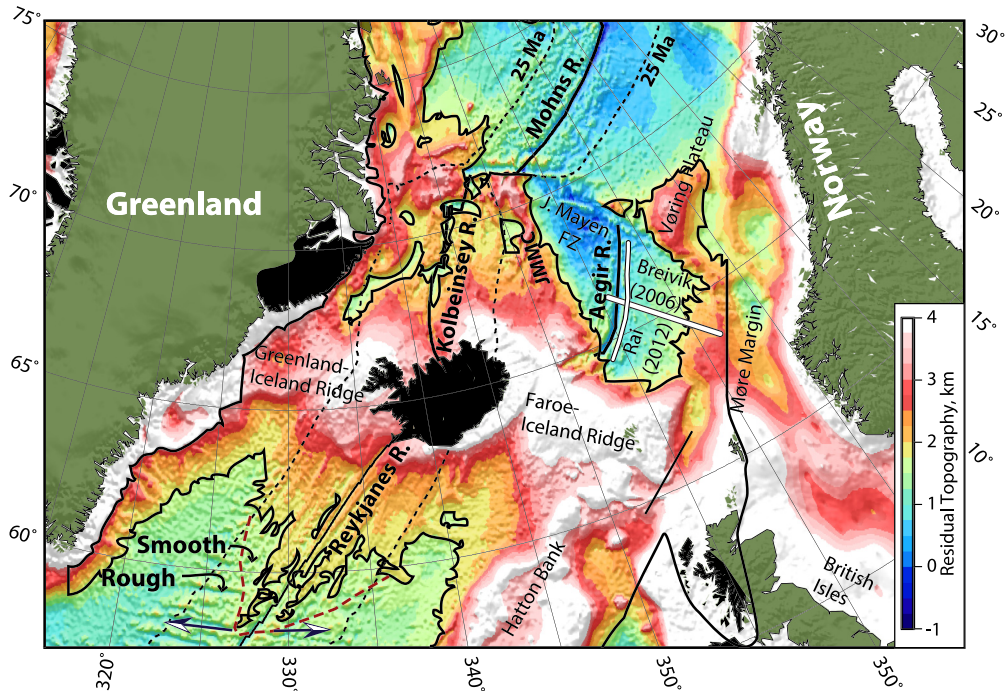 75°
30°
25 Ma
Mohns R.
25 Ma
25°
Norway
Vøring Plateau
70°
Greenland
20°
J. Mayen
FZ
JMMC
Kolbeinsey R.
Aegir R.
Breivik
(2006)
Rai
(2012)
15°
4
3
2
1
0
-1
Residual Topography, km
65°
Greenland-
Iceland Ridge
Møre Margin
Faroe-
Iceland Ridge
10°
Reykjanes R.
60°
Smooth
Rough
Hatton Bank
British
Isles
320°
330°
340°
350°
350°